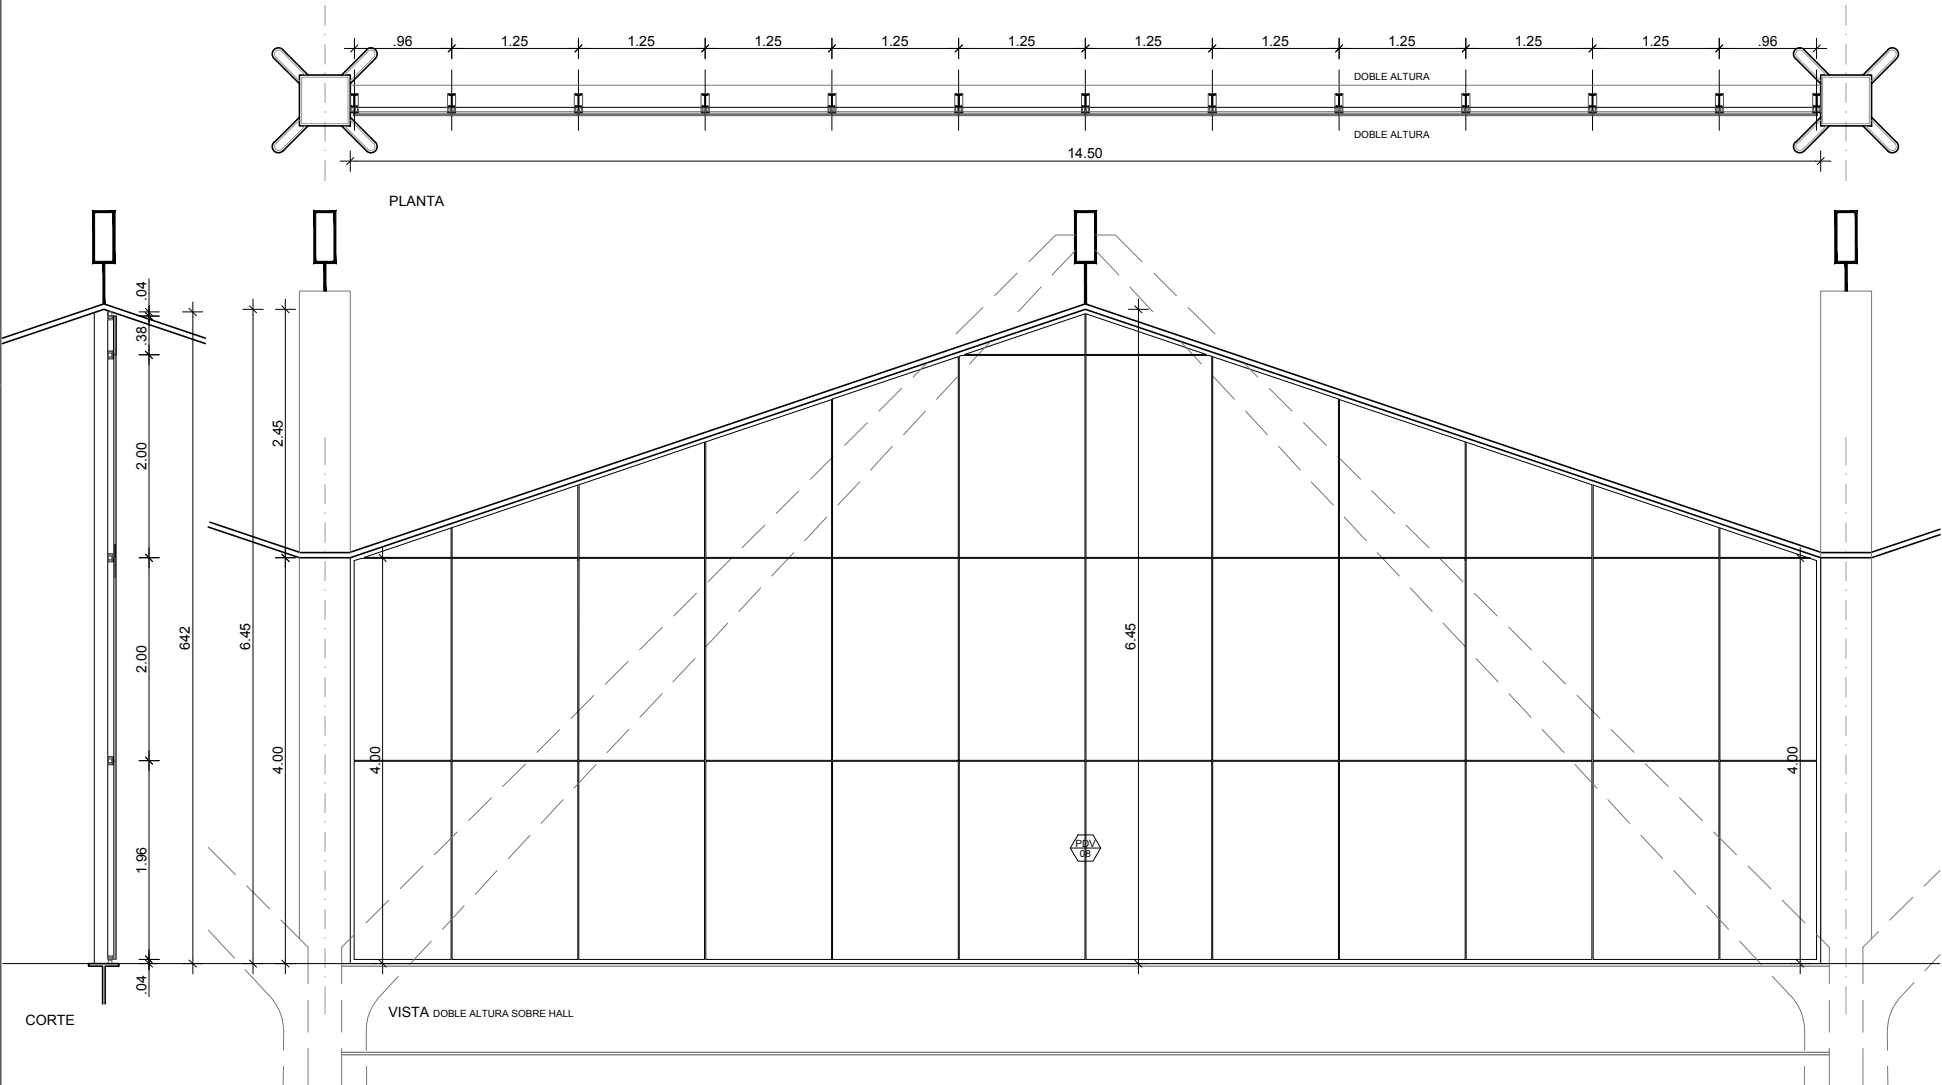 .96 1.25 1.25 1.25 1.25 1.25 1.25 1.25 1.25 1.25 1.25 .96
DOBLE ALTURA
DOBLE ALTURA
14.50
PLANTA
.04
.38
2.00
2.00
1.96
.04
642
6.45
2.45
4.00
4.00
6.45
4.00
PDV
08
CORTE
VISTA DOBLE ALTURA SOBRE HALL